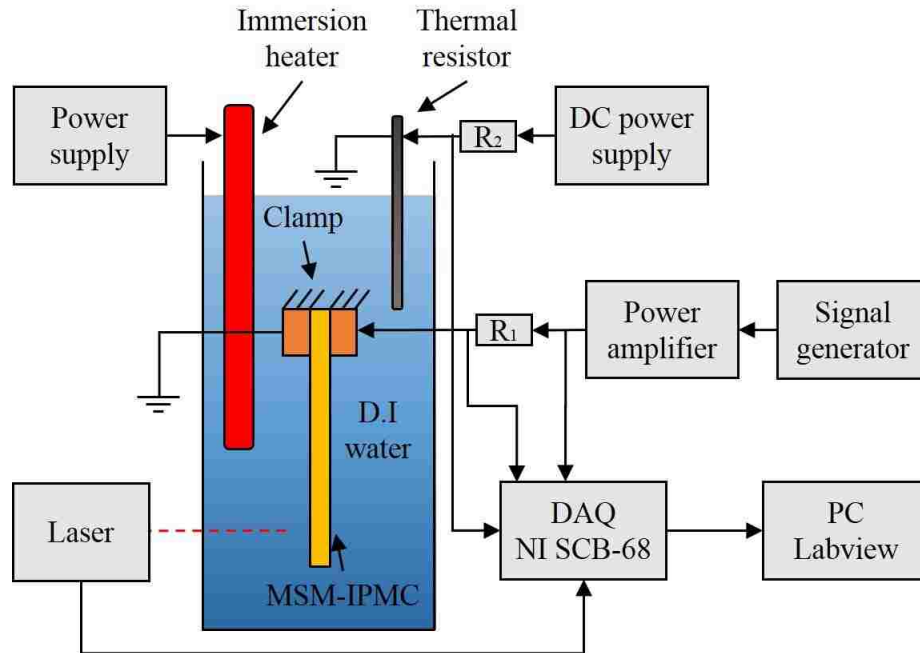 Immersion
heater
Thermal
resistor
Power
supply
R₂
DC power
supply
Clamp
R₁
Power
amplifier
Signal
generator
D.I
water
Laser
DAQ
NI SCB-68
PC
Labview
MSM-IPMC